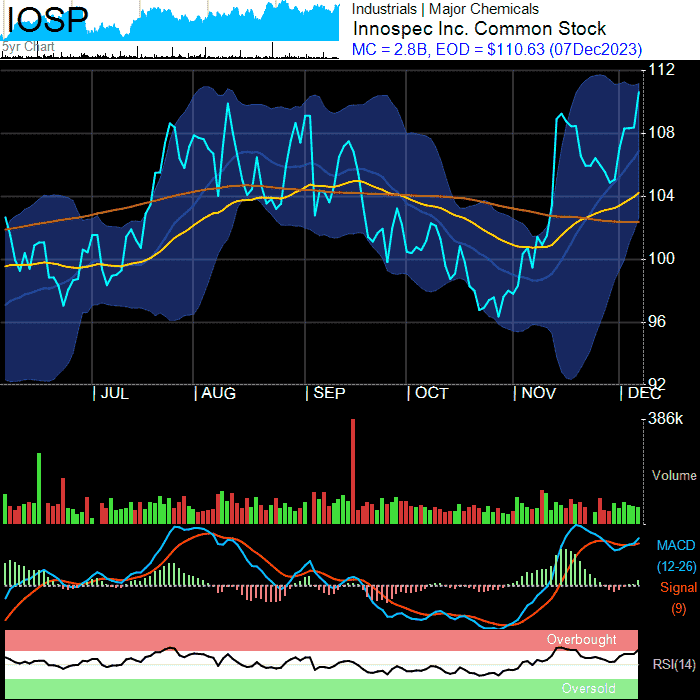 IOSP
5yr Chart
Industrials | Major Chemicals
Innospec Inc. Common Stock
MC = 2.8B, EOD = $110.63 (07Dec2023)
112
108
104
100
96
92
JUL AUG SEP OCT NOV DEC
386k
Volume
MACD
(12-26)
Signal
(9)
Overbought
RSI(14)
Oversold